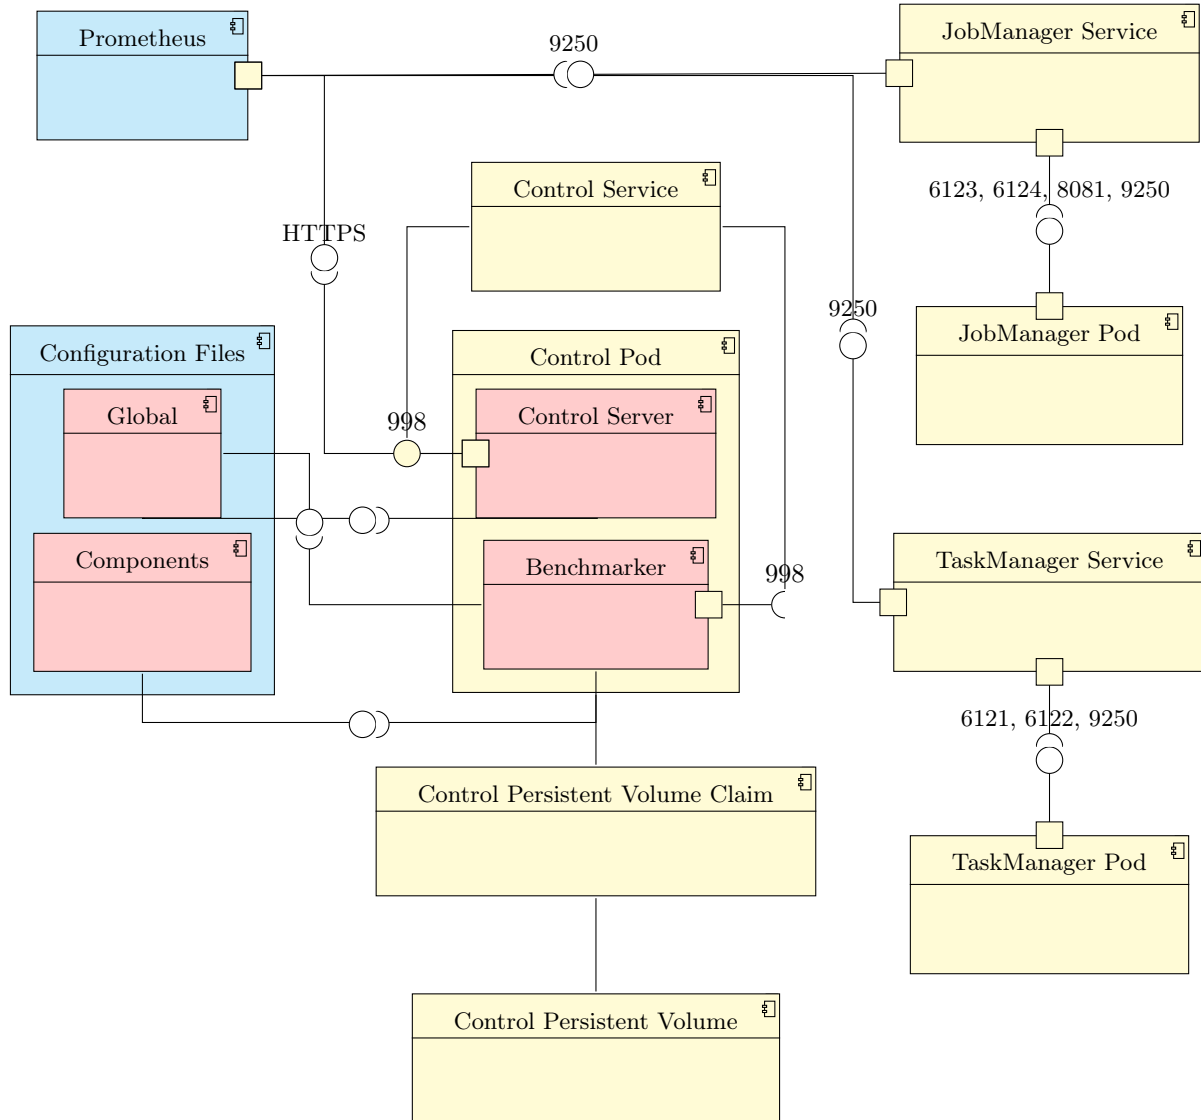 Prometheus
9250
JobManager Service
Control Service
6123, 6124, 8081, 9250
HTTPS
9250
JobManager Pod
Configuration Files
Control Pod
Global
998
Control Server
Components
Benchmarker
998
TaskManager Service
6121, 6122, 9250
Control Persistent Volume Claim
TaskManager Pod
Control Persistent Volume